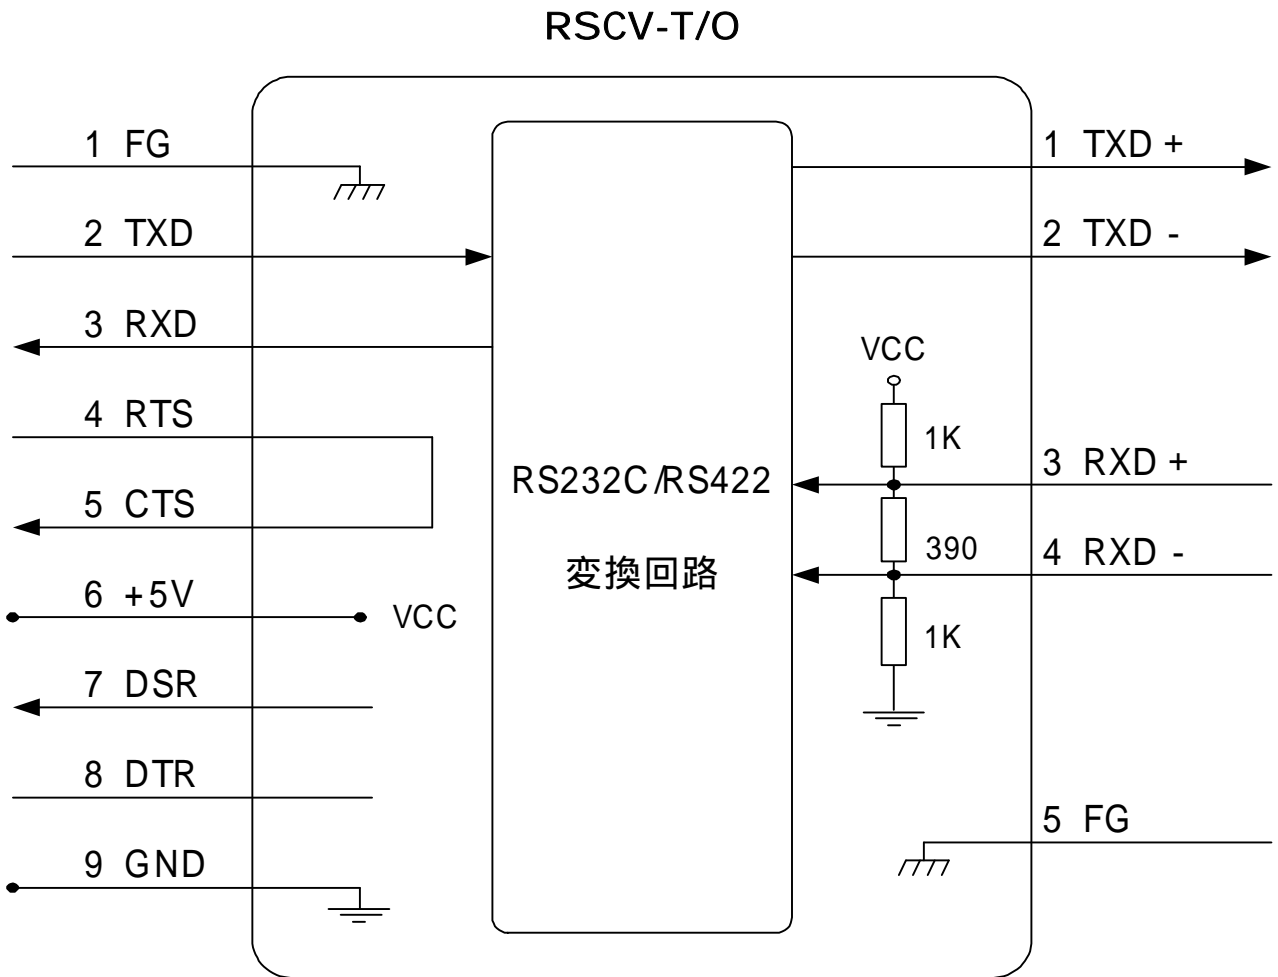 RSCV-T/O
1 FG
2 TXD
3 RXD
4 RTS
5 CTS
6 +5V
VCC
7 DSR
8 DTR
9 GND
RS232C/RS422
変換回路
1 TXD +
2 TXD -
VCC
1K
3 RXD +
390
4 RXD -
1K
5 FG